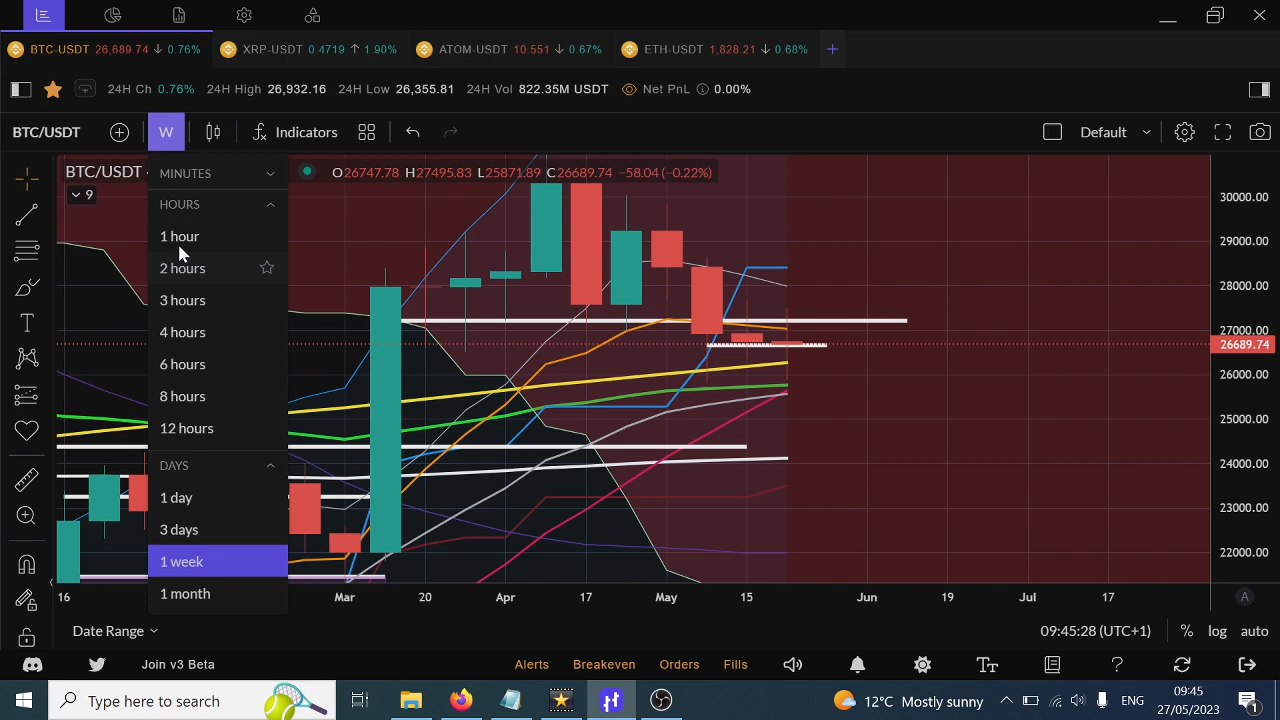 BTC-USDT 26,689.74 ↓ 0.76% XRP-USDT 0.4719 ↑ 1.90% ATOM-USDT 10.551 ↓ 0.67% ETH-USDT 1,828.21 ↓ 0.68% +
24H Ch 0.76% 24H High 26,932.16 24H Low 26,355.81 24H Vol 822.35M USDT Net PnL 0.00%
BTC/USDT W Indicators Default
BTC/USDT · O26747.78 H27495.83 L25871.89 C26689.74 −58.04 (−0.22%)
9
MINUTES
HOURS
1 hour
2 hours
3 hours
4 hours
6 hours
8 hours
12 hours
DAYS
1 day
3 days
1 week
1 month
30000.00
29000.00
28000.00
27000.00
26689.74
26000.00
25000.00
24000.00
23000.00
22000.00
16 Mar 20 Apr 17 May 15 Jun 19 Jul 17 A
Date Range 09:45:28 (UTC+1) % log auto
Join v3 Beta Alerts Breakeven Orders Fills
Type here to search 12°C Mostly sunny ENG 09:45
27/05/2023
1